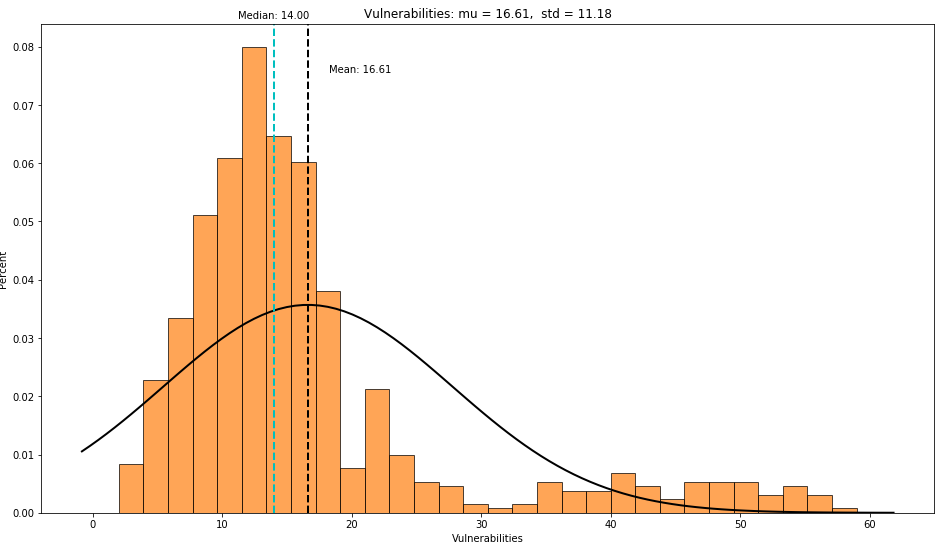 Vulnerabilities: mu = 16.61,  std = 11.18
Median: 14.00
Mean: 16.61
Percent
0.08
0.07
0.06
0.05
0.04
0.03
0.02
0.01
0.00
0 10 20 30 40 50 60
Vulnerabilities